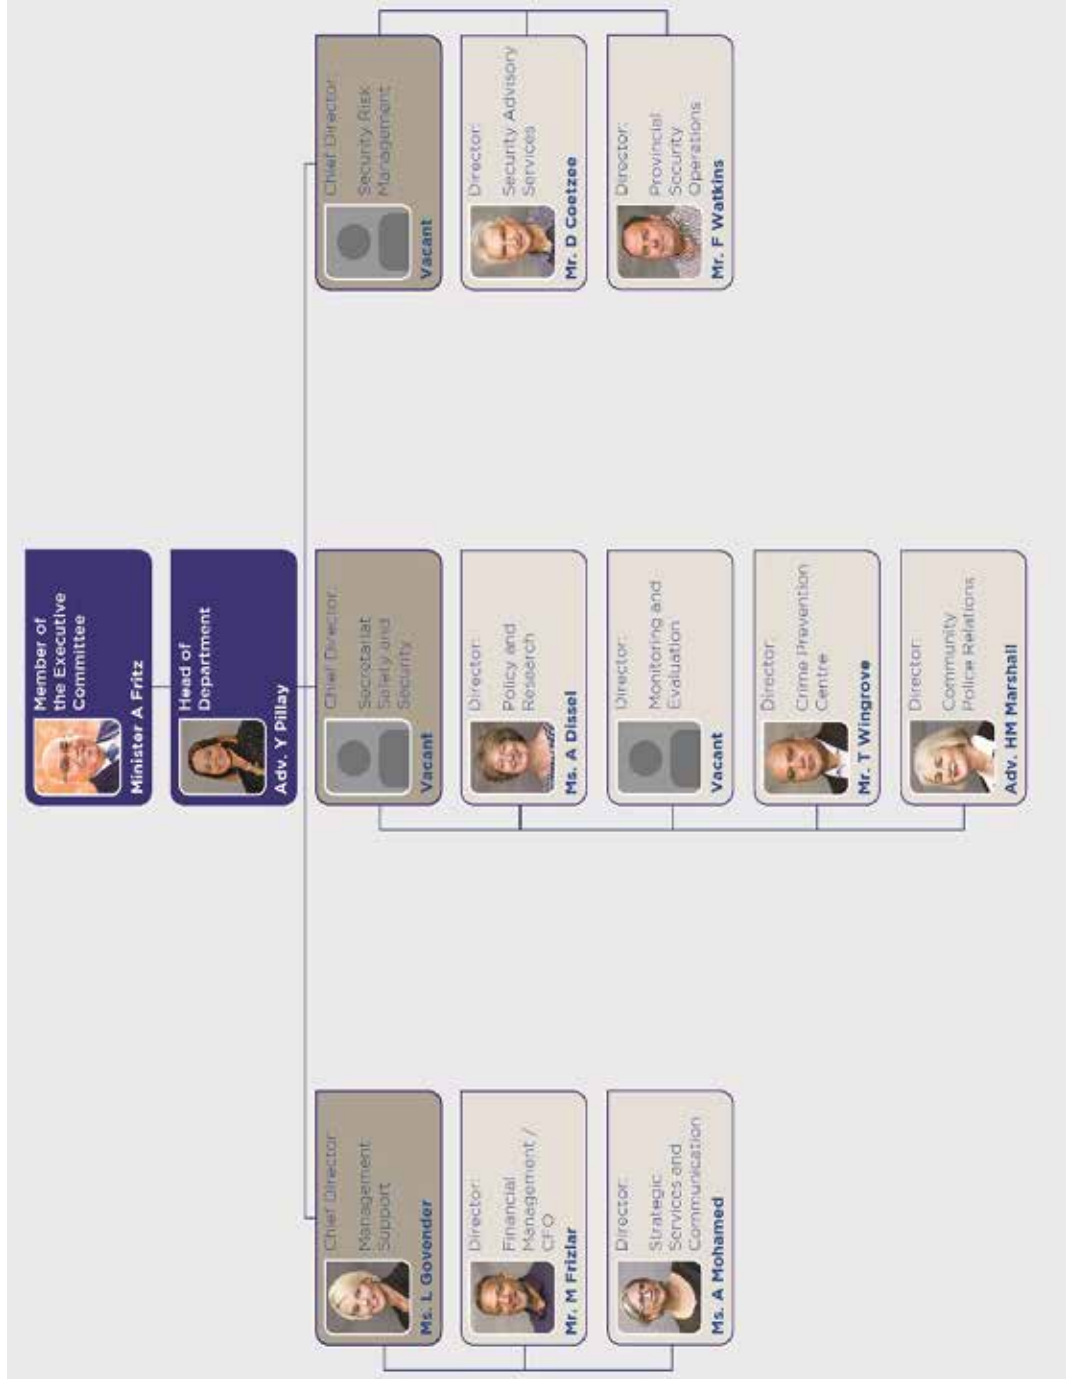 Member of
the Executive
Committee
Minister A Fritz
Head of
Department
Adv. Y Pillay
Chief Director:
Management
Support
Ms. L Govender
Director:
Financial
Management /
CFO
Mr. M Frizlar
Director:
Strategic
Services and
Communication
Ms. A Mohamed
Chief Director:
Secretariat
Safety and
Security
Vacant
Director:
Policy and
Research
Ms. A Dissel
Director:
Monitoring and
Evaluation
Vacant
Director:
Crime Prevention
Centre
Mr. T Wingrove
Director:
Community
Police Relations
Adv. HM Marshall
Chief Director:
Security Risk
Management
Vacant
Director:
Security Advisory
Services
Mr. D Coetzee
Director:
Provincial
Security
Operations
Mr. F Watkins